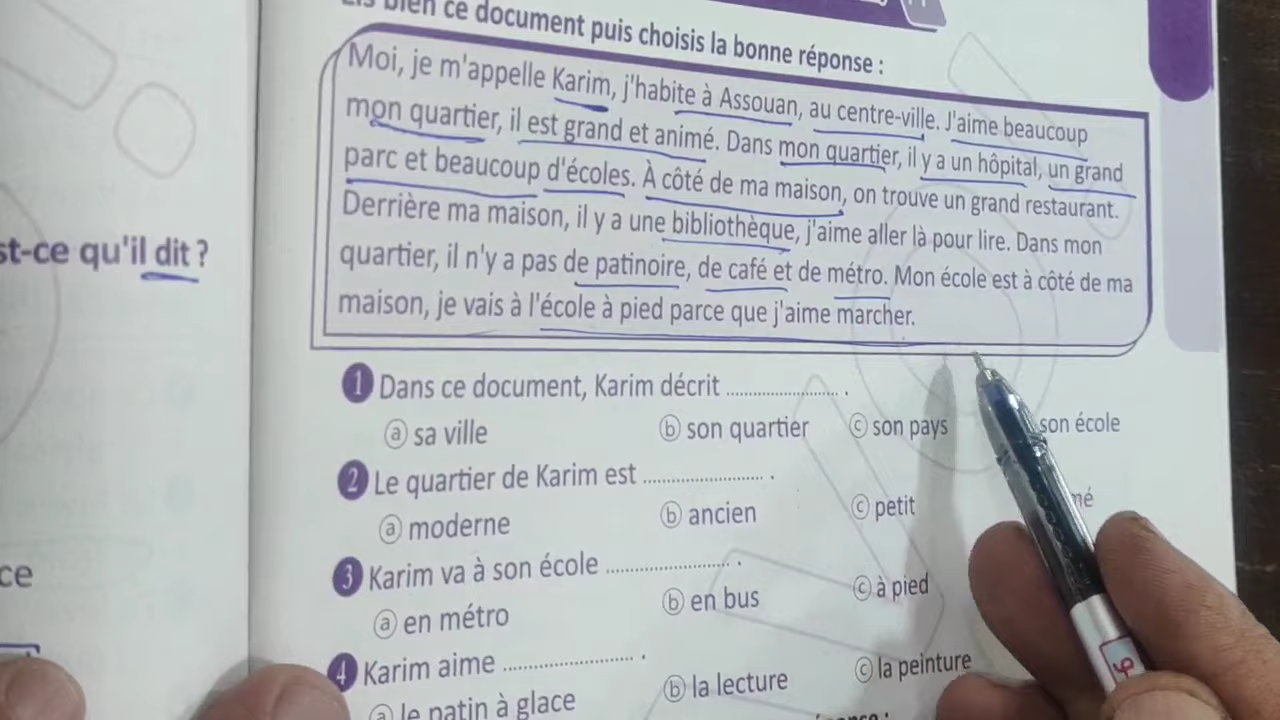 bien ce document puis choisis la bonne réponse :
Moi, je m'appelle Karim, j'habite à Assouan, au centre-ville. J'aime beaucoup
mon quartier, il est grand et animé. Dans mon quartier, il y a un hôpital, un grand
parc et beaucoup d'écoles. À côté de ma maison, on trouve un grand restaurant.
Derrière ma maison, il y a une bibliothèque, j'aime aller là pour lire. Dans mon
quartier, il n'y a pas de patinoire, de café et de métro. Mon école est à côté de ma
maison, je vais à l'école à pied parce que j'aime marcher.
st-ce qu'il dit ?
1 Dans ce document, Karim décrit ............................ .
a sa ville b son quartier c son pays son école
2 Le quartier de Karim est ............................ .
a moderne b ancien c petit mé
3 Karim va à son école ............................ .
a en métro b en bus c à pied
ce
4 Karim aime ............................ .
a le patin à glace b la lecture c la peinture